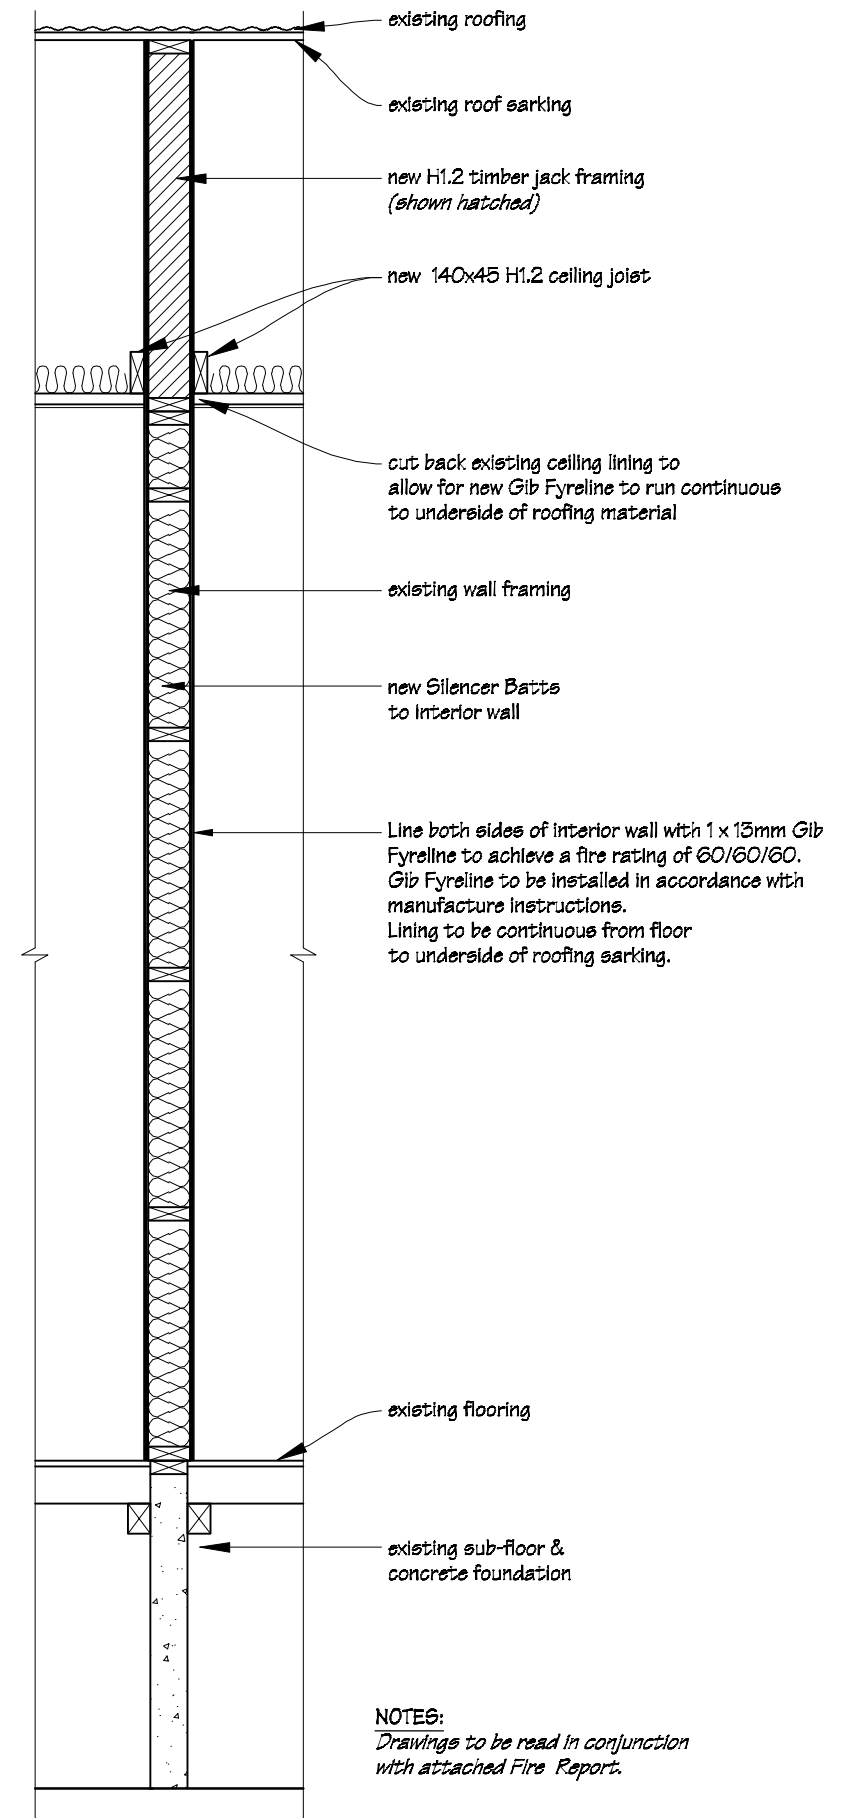 existing roofing
existing roof sarking
new H1.2 timber jack framing
(shown hatched)
new 140x45 H1.2 ceiling joist
cut back existing ceiling lining to
allow for new Gib Fyreline to run continuous
to underside of roofing material
existing wall framing
new Silencer Batts
to interior wall
Line both sides of interior wall with 1 x 13mm Gib
Fyreline to achieve a fire rating of 60/60/60.
Gib Fyreline to be installed in accordance with
manufacture instructions.
Lining to be continuous from floor
to underside of roofing sarking.
existing flooring
existing sub-floor &
concrete foundation
NOTES:
Drawings to be read in conjunction
with attached Fire Report.